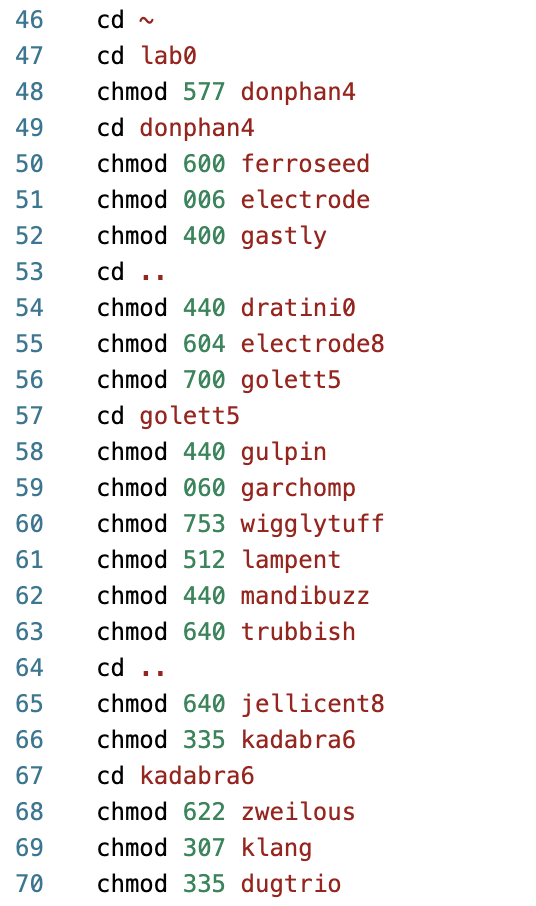 46 cd ~
47 cd lab0
48 chmod 577 donphan4
49 cd donphan4
50 chmod 600 ferroseed
51 chmod 006 electrode
52 chmod 400 gastly
53 cd ..
54 chmod 440 dratini0
55 chmod 604 electrode8
56 chmod 700 golett5
57 cd golett5
58 chmod 440 gulpin
59 chmod 060 garchomp
60 chmod 753 wigglytuff
61 chmod 512 lampent
62 chmod 440 mandibuzz
63 chmod 640 trubbish
64 cd ..
65 chmod 640 jellicent8
66 chmod 335 kadabra6
67 cd kadabra6
68 chmod 622 zweilous
69 chmod 307 klang
70 chmod 335 dugtrio